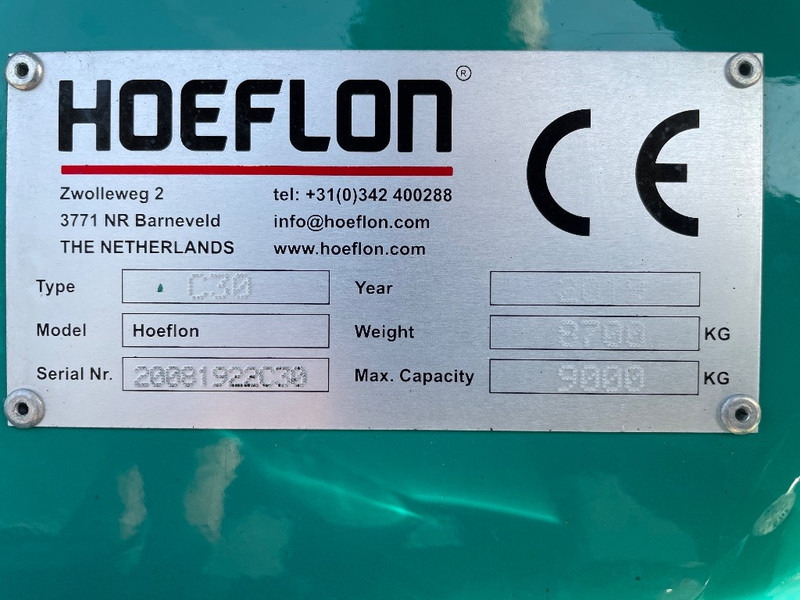 HOEFLON®
Zwolleweg 2
3771 NR Barneveld
THE NETHERLANDS
tel: +31(0)342 400288
info@hoeflon.com
www.hoeflon.com
CE
Type C30
Model Hoeflon
Serial Nr. 20081922C30
Year
Weight 8700 KG
Max. Capacity 9000 KG